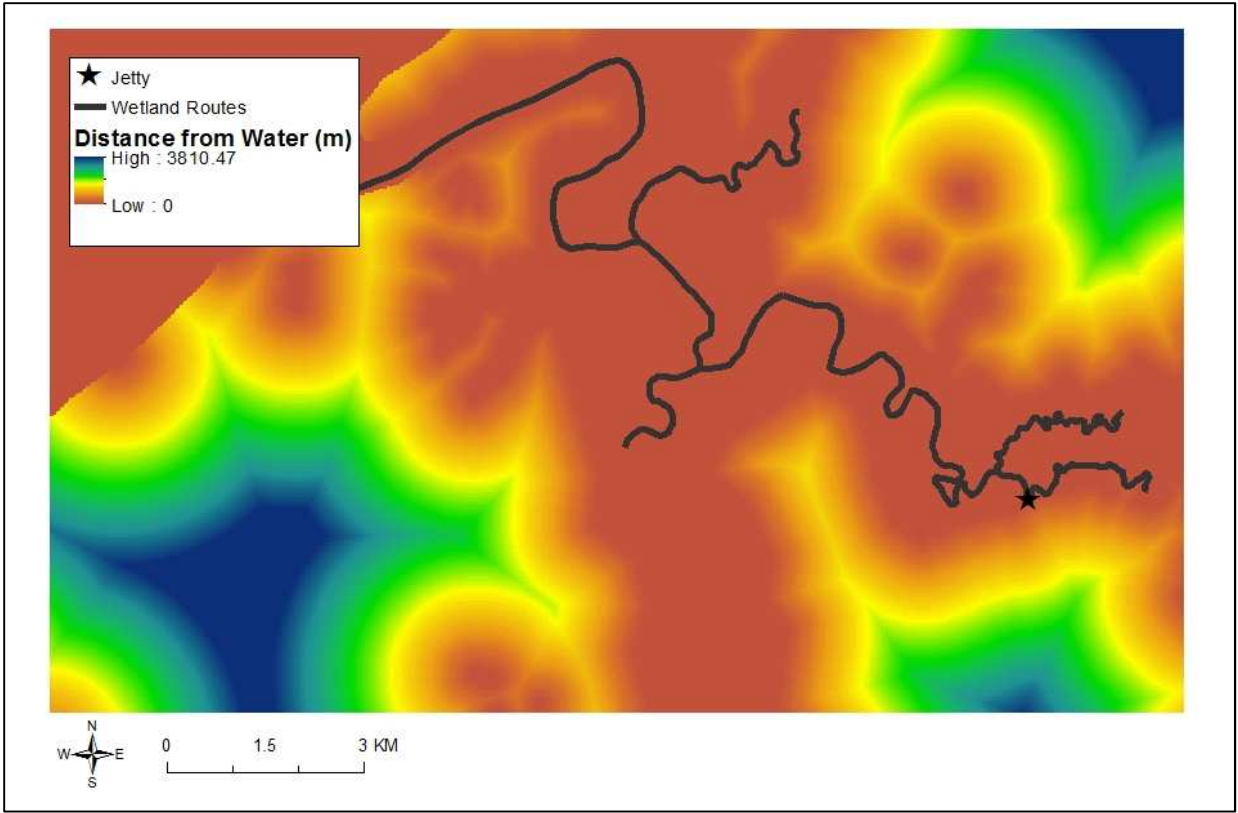 Jetty
Wetland Routes
Distance from Water (m)
High : 3810.47
Low : 0
N
W E
S
0 1.5 3 KM